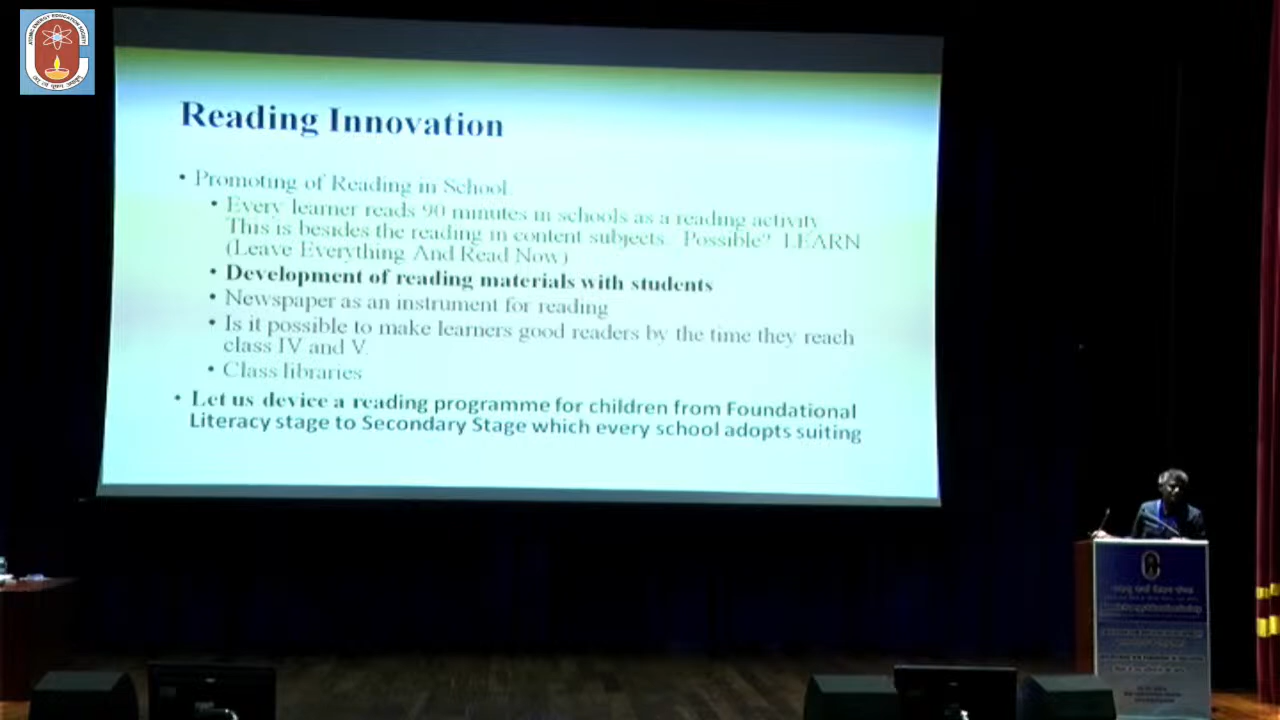 ATOMIC ENERGY EDUCATION SOCIETY
Reading Innovation
• Promoting of Reading in School
• Every learner reads 90 minutes in schools as a reading activity
This is besides the reading in content subjects. Possible? LEARN
(Leave Everything And Read Now)
• Development of reading materials with students
• Newspaper as an instrument for reading
• Is it possible to make learners good readers by the time they reach
class IV and V.
• Class libraries
• Let us device a reading programme for children from Foundational
Literacy stage to Secondary Stage which every school adopts suiting